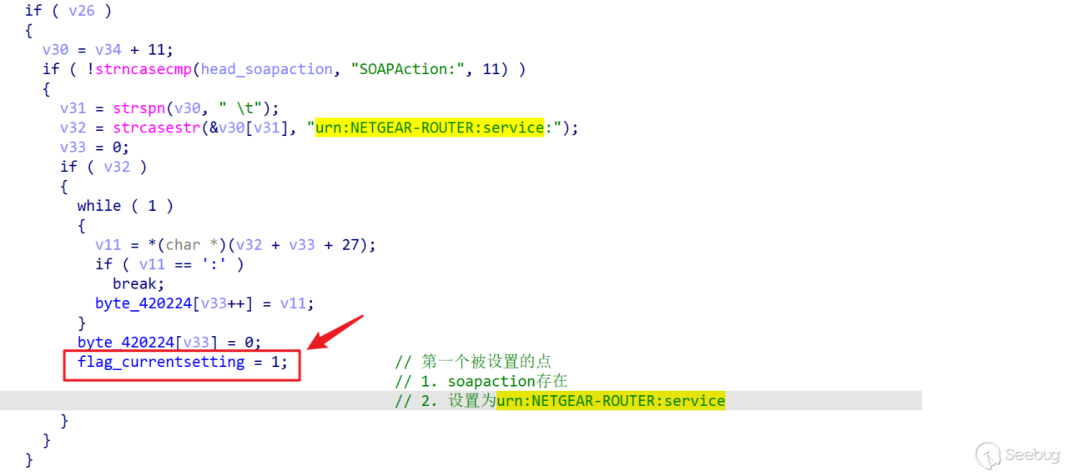 if ( v26 )
{
v30 = v34 + 11;
if ( !strncasecmp(head_soapaction, "SOAPAction:", 11) )
{
v31 = strspn(v30, " \t");
v32 = strcasestr(&v30[v31], "urn:NETGEAR-ROUTER:service:");
v33 = 0;
if ( v32 )
{
while ( 1 )
{
v11 = *(char *)(v32 + v33 + 27);
if ( v11 == ':' )
break;
byte_420224[v33++] = v11;
}
byte_420224[v33] = 0;
flag_currentsetting = 1; // 第一个被设置的点
// 1. soapaction存在
// 2. 设置为urn:NETGEAR-ROUTER:service
}
}
}
Seebug